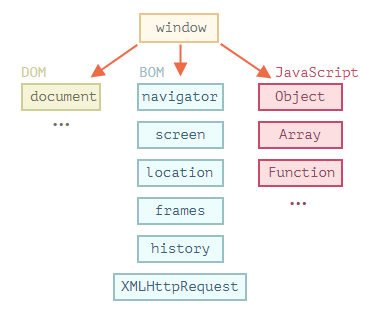 window
DOM
BOM
JavaScript
document
navigator
Object
...
screen
Array
location
Function
frames
...
history
XMLHttpRequest